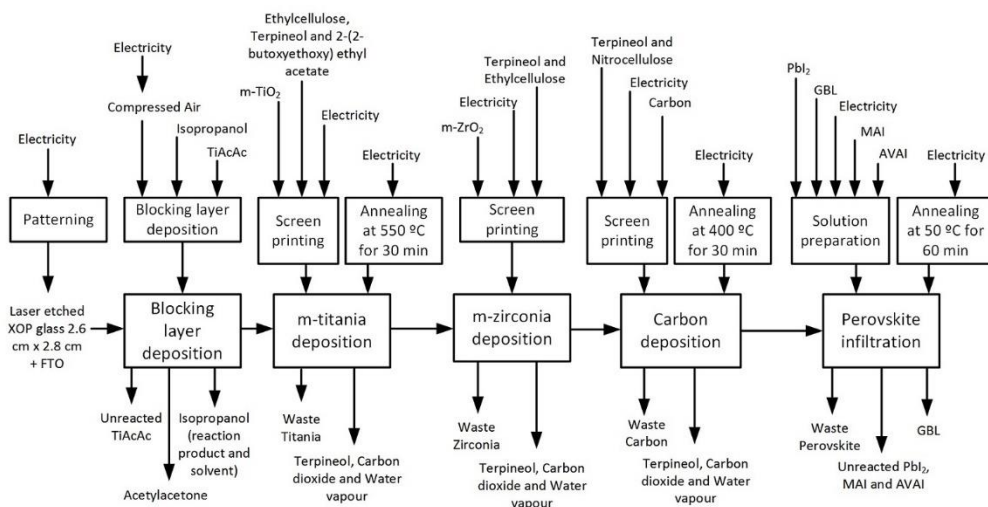 Electricity
Compressed Air
Isopropanol
TiAcAc
Electricity
Patterning
Blocking layer
deposition
Ethylcellulose,
Terpineol and 2-(2-
butoxyethoxy) ethyl
acetate
m-TiO₂
Electricity
Electricity
Screen
printing
Annealing
at 550 ºC
for 30 min
Terpineol and
Ethylcellulose
Electricity
m-ZrO₂
Screen
printing
Terpineol and
Nitrocellulose
Electricity
Carbon
Electricity
Screen
printing
Annealing
at 400 ºC
for 30 min
PbI₂
GBL
Electricity
MAI
AVAI
Electricity
Solution
preparation
Annealing
at 50 ºC for
60 min
Laser etched
XOP glass 2.6
cm x 2.8 cm
+ FTO
Blocking
layer
deposition
m-titania
deposition
m-zirconia
deposition
Carbon
deposition
Perovskite
infiltration
Unreacted
TiAcAc
Isopropanol
(reaction
product and
solvent)
Acetylacetone
Waste
Titania
Terpineol, Carbon
dioxide and Water
vapour
Waste
Zirconia
Terpineol, Carbon
dioxide and Water
vapour
Waste
Carbon
Terpineol, Carbon
dioxide and Water
vapour
Waste
Perovskite
GBL
Unreacted PbI₂,
MAI and AVAI